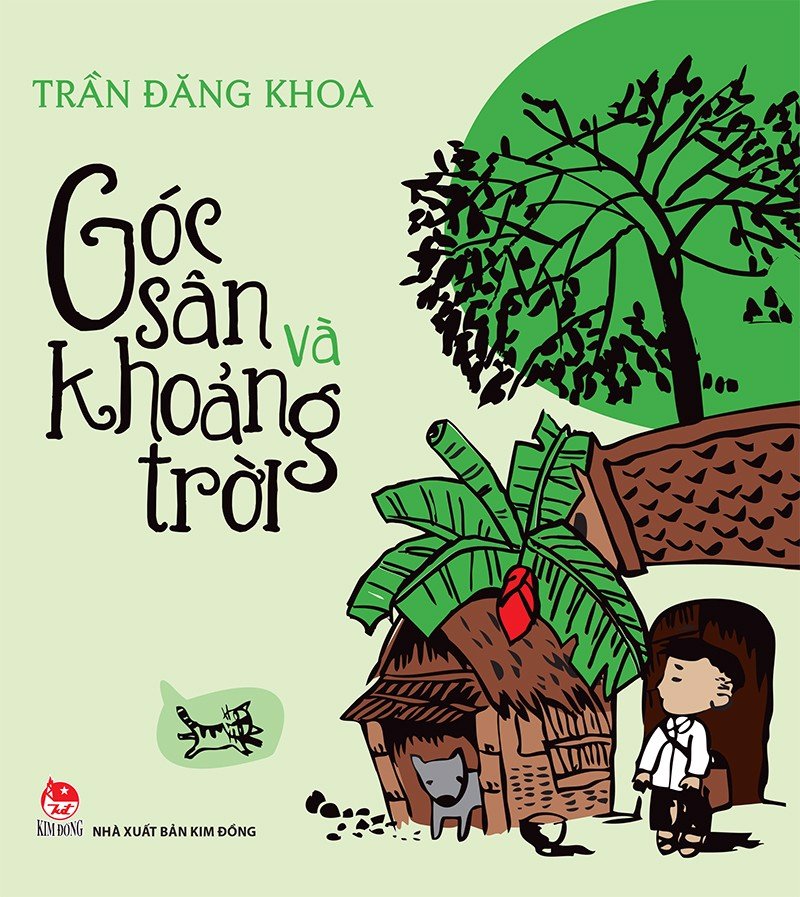 TRẦN ĐĂNG KHOA
Góc
sân và
khoảng
trời
KIM ĐỒNG
NHÀ XUẤT BẢN KIM ĐỒNG